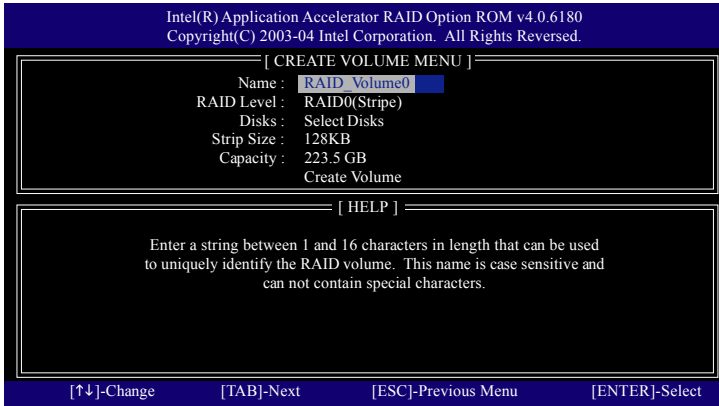 Intel(R) Application Accelerator RAID Option ROM v4.0.6180
Copyright(C) 2003-04 Intel Corporation. All Rights Reversed.
[ CREATE VOLUME MENU ]
Name : RAID_Volume0
RAID Level : RAID0(Stripe)
Disks : Select Disks
Strip Size : 128KB
Capacity : 223.5 GB
Create Volume
[ HELP ]
Enter a string between 1 and 16 characters in length that can be used
to uniquely identify the RAID volume. This name is case sensitive and
can not contain special characters.
[↑↓]-Change [TAB]-Next [ESC]-Previous Menu [ENTER]-Select